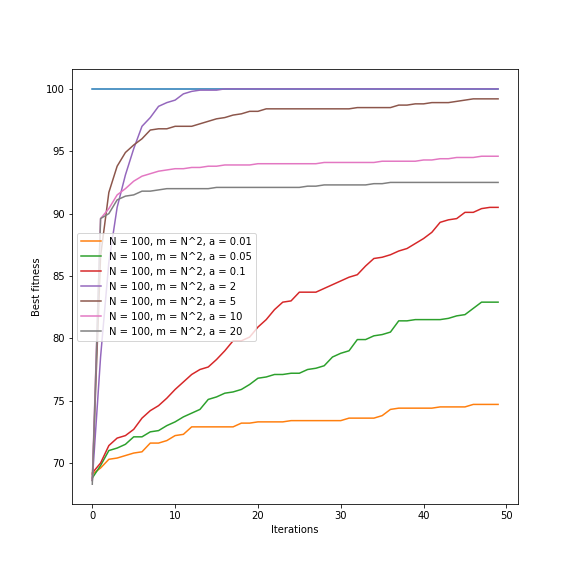 100
95
90
85
80
75
70
Best fitness
N = 100, m = N^2, a = 0.01
N = 100, m = N^2, a = 0.05
N = 100, m = N^2, a = 0.1
N = 100, m = N^2, a = 2
N = 100, m = N^2, a = 5
N = 100, m = N^2, a = 10
N = 100, m = N^2, a = 20
0 10 20 30 40 50
Iterations